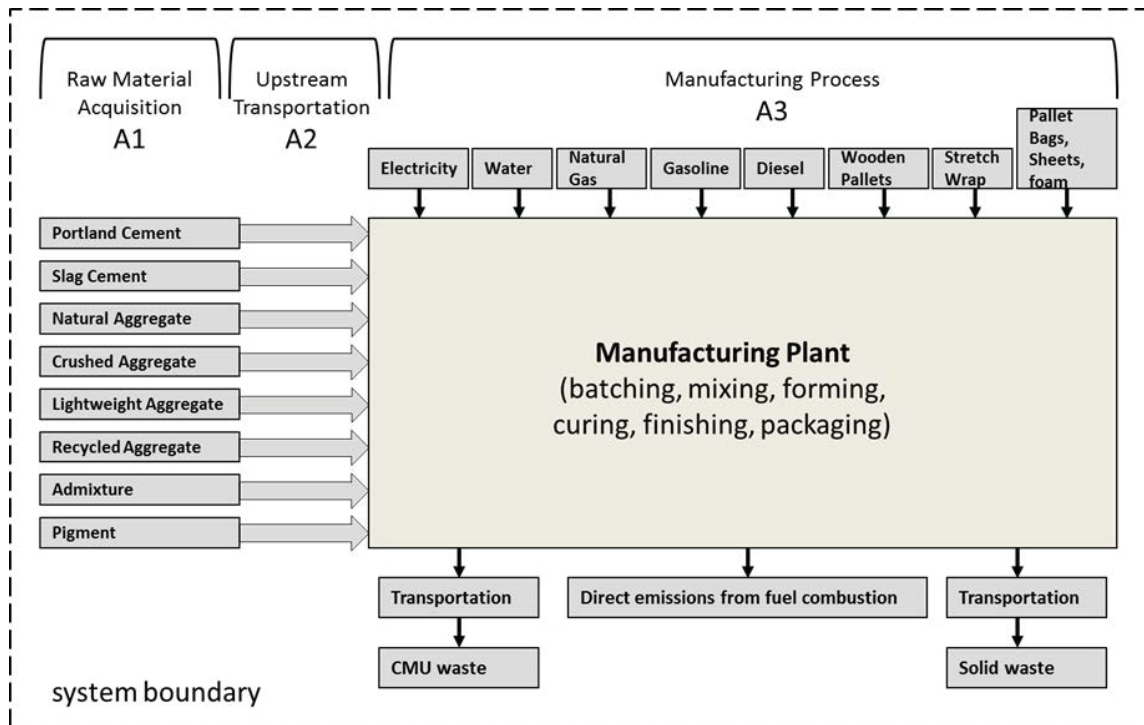 Raw Material
Acquisition
A1
Upstream
Transportation
A2
Manufacturing Process
A3
Electricity
Water
Natural
Gas
Gasoline
Diesel
Wooden
Pallets
Stretch
Wrap
Pallet
Bags,
Sheets,
foam
Portland Cement
Slag Cement
Natural Aggregate
Crushed Aggregate
Lightweight Aggregate
Recycled Aggregate
Admixture
Pigment
Manufacturing Plant
(batching, mixing, forming,
curing, finishing, packaging)
Transportation
Direct emissions from fuel combustion
Transportation
CMU waste
Solid waste
system boundary